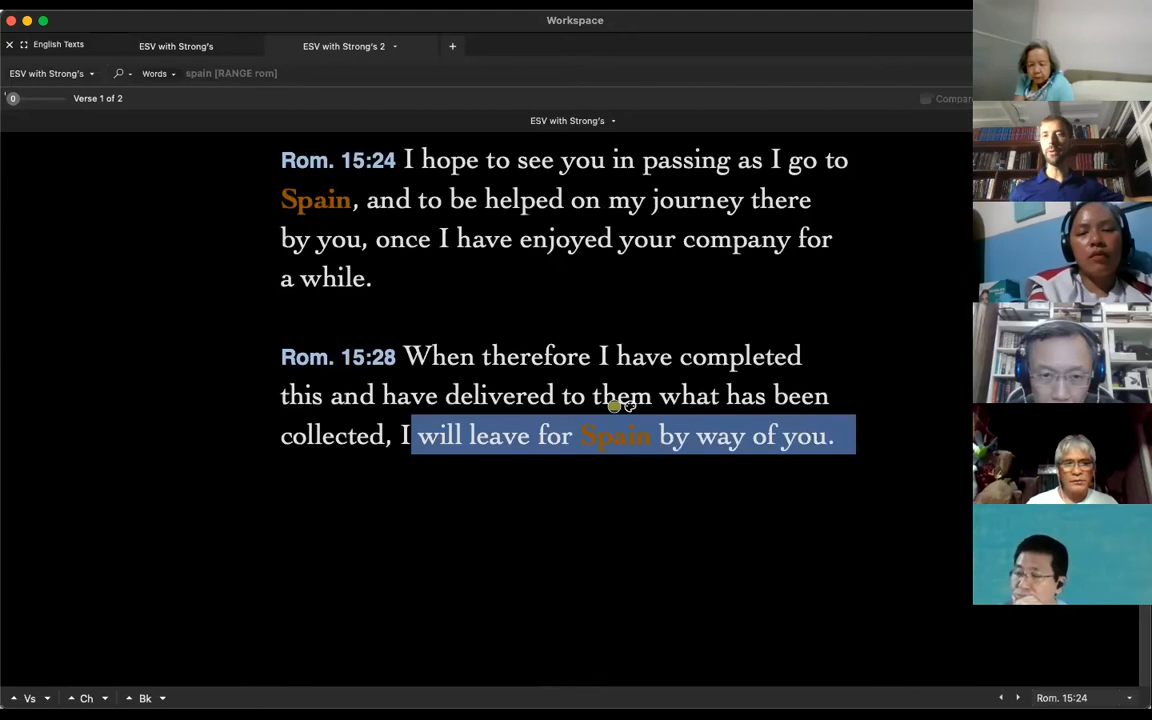 Workspace
English Texts
ESV with Strong's
ESV with Strong's 2
ESV with Strong's
Words
spain [RANGE rom]
0
Verse 1 of 2
Compar
ESV with Strong's
Rom. 15:24 I hope to see you in passing as I go to
Spain, and to be helped on my journey there
by you, once I have enjoyed your company for
a while.
Rom. 15:28 When therefore I have completed
this and have delivered to them what has been
collected, I will leave for Spain by way of you.
Vs
Ch
Bk
Rom. 15:24